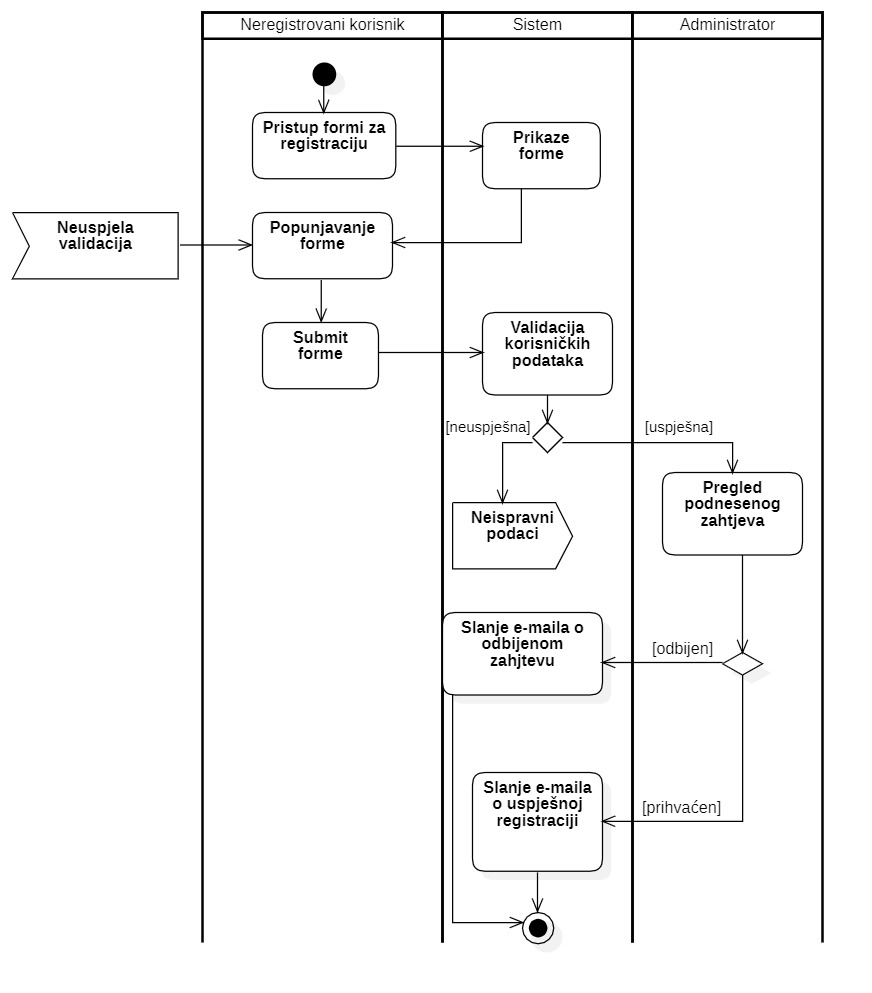 Neregistrovani korisnik
Sistem
Administrator
Pristup formi za
registraciju
Prikaze
forme
Neuspjela
validacija
Popunjavanje
forme
Submit
forme
Validacija
korisničkih
podataka
[neuspješna]
[uspješna]
Pregled
podnesenog
zahtjeva
Neispravni
podaci
Slanje e-maila o
odbijenom
zahjtevu
[odbijen]
Slanje e-maila
o uspješnoj
registraciji
[prihvaćen]